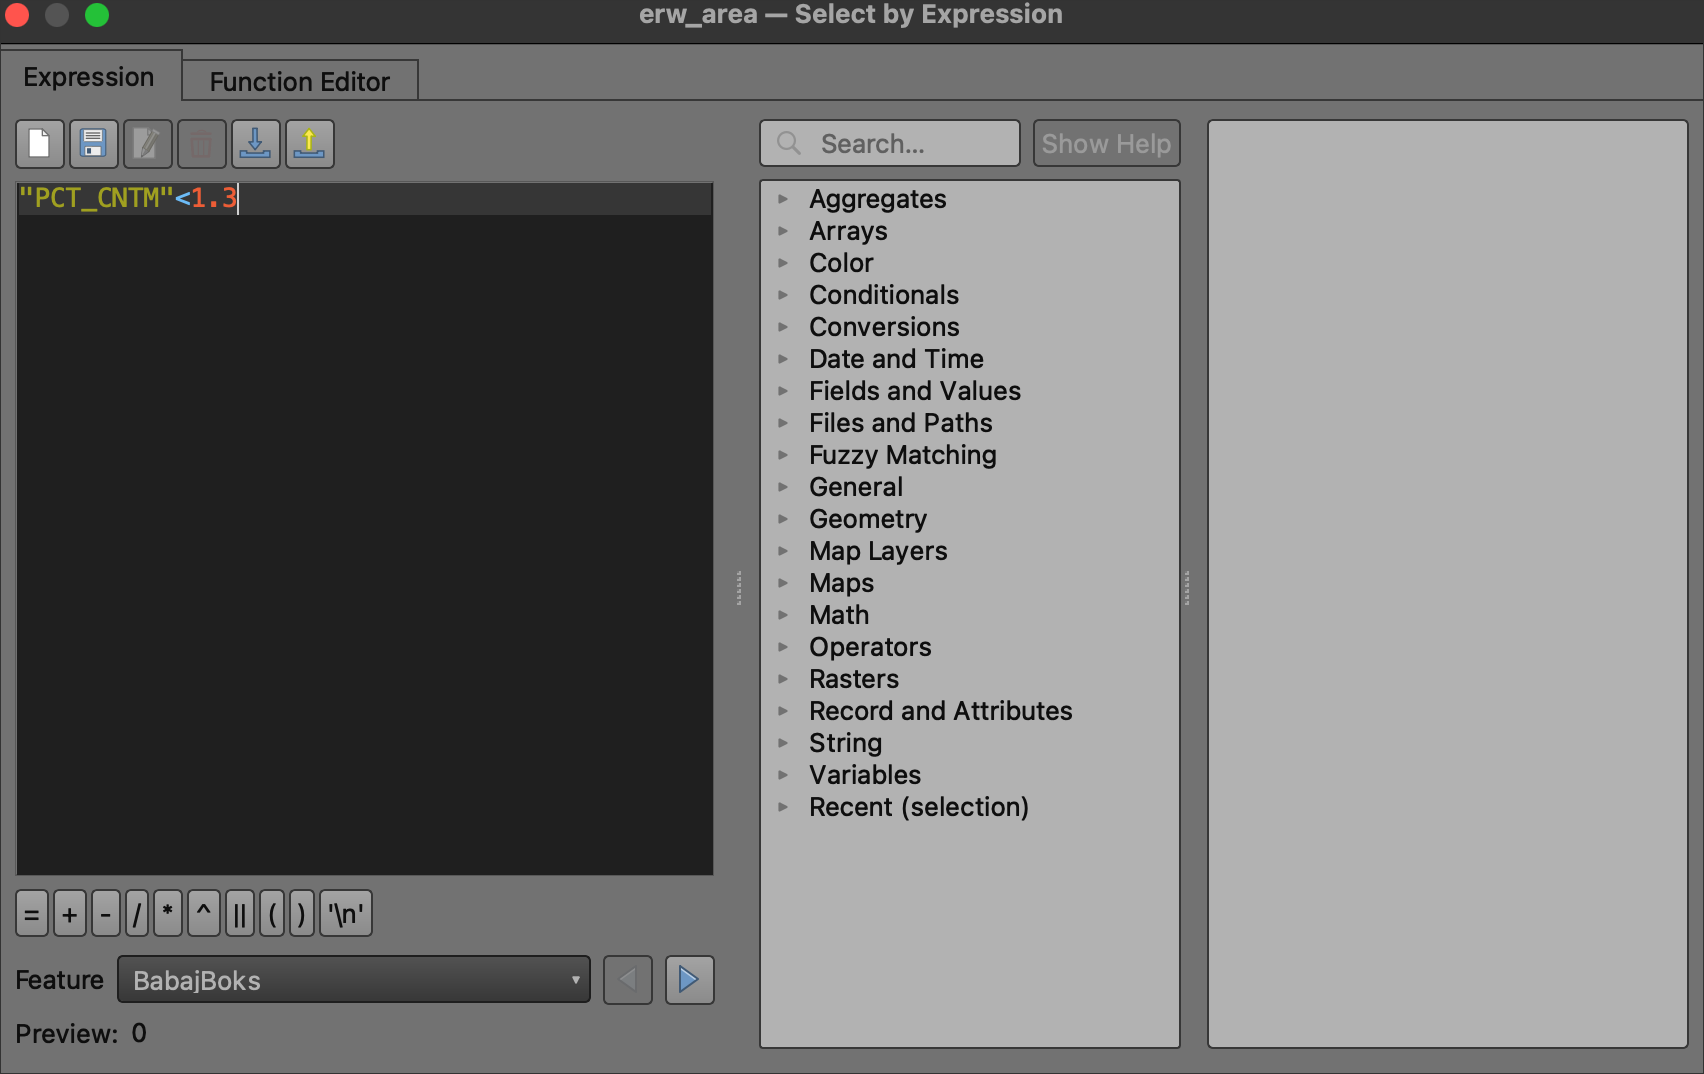 erw_area — Select by Expression
Expression
Function Editor
Search...
Show Help
"PCT_CNTM"<1.3
Aggregates
Arrays
Color
Conditionals
Conversions
Date and Time
Fields and Values
Files and Paths
Fuzzy Matching
General
Geometry
Map Layers
Maps
Math
Operators
Rasters
Record and Attributes
String
Variables
Recent (selection)
= + - / * ^ || ( ) '\n'
Feature BabajBoks
Preview: 0